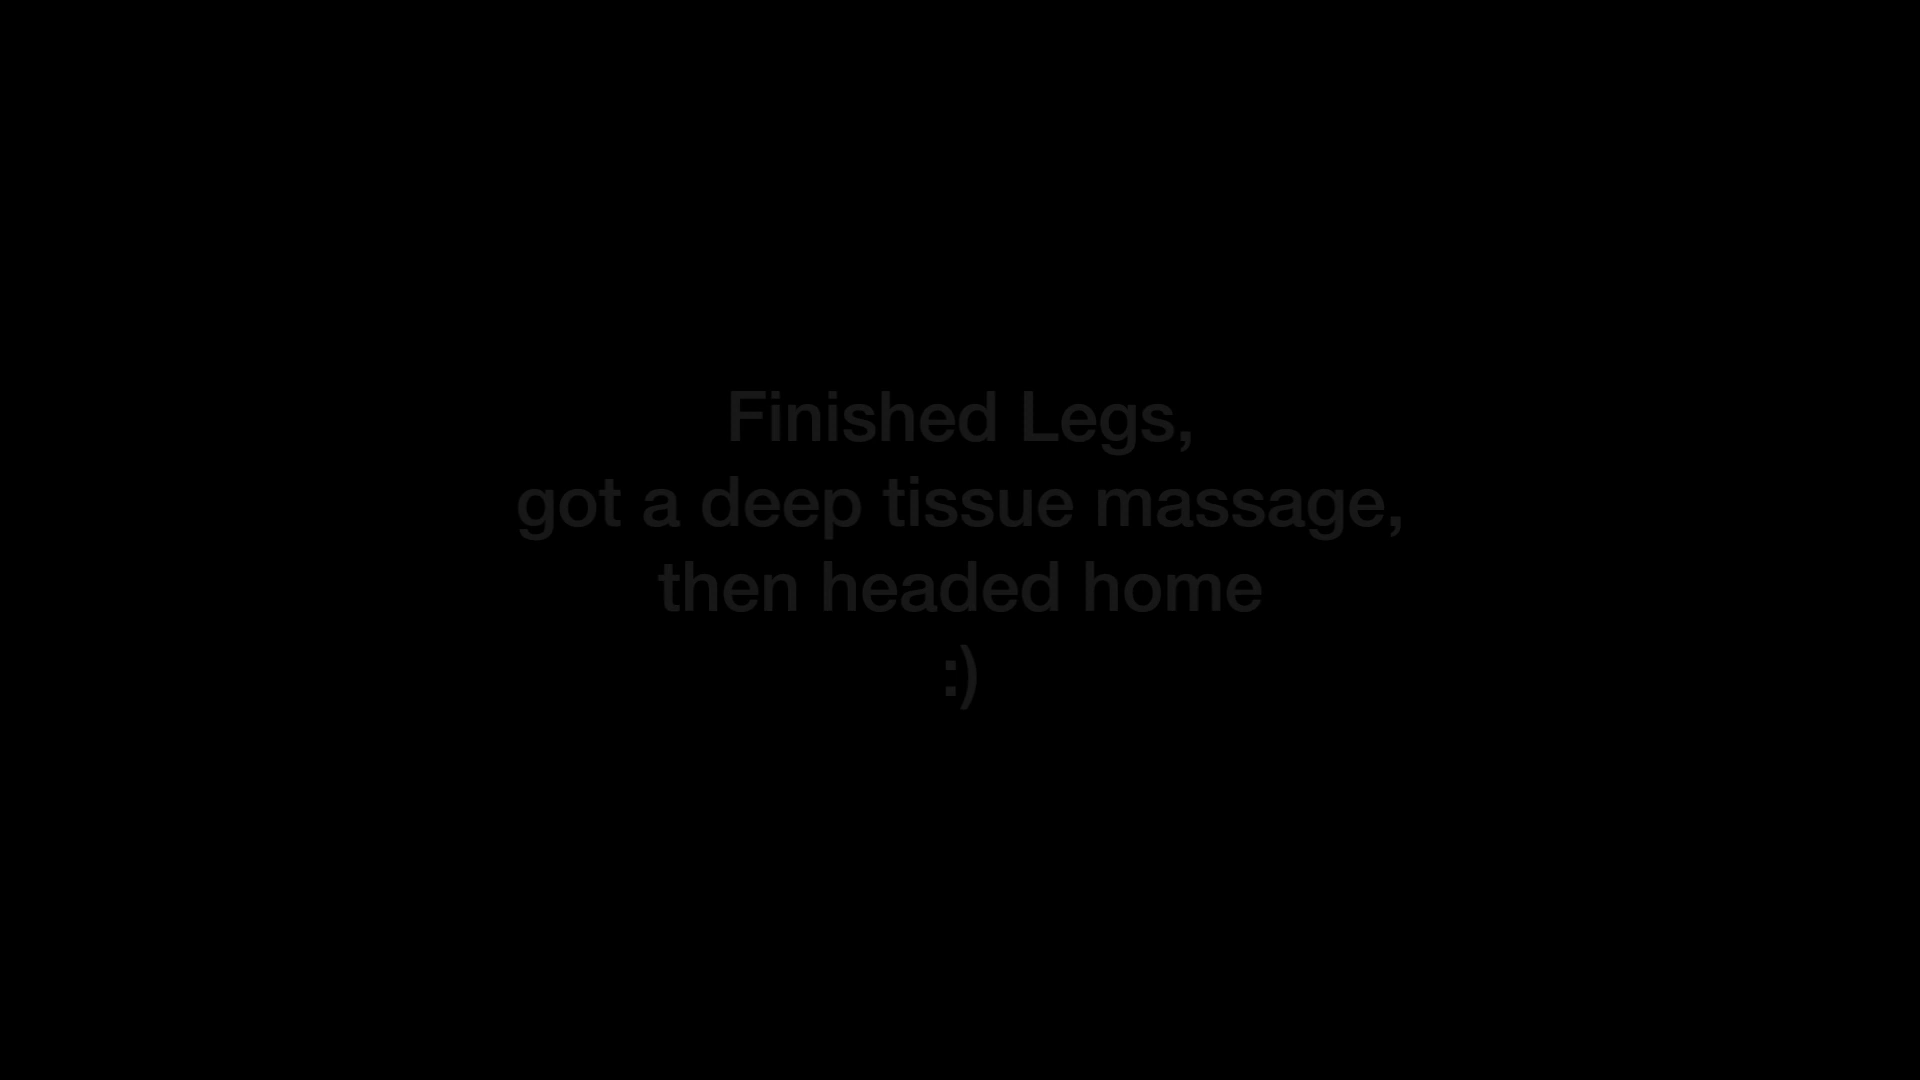 Finished Legs,
got a deep tissue massage,
then headed home
:)